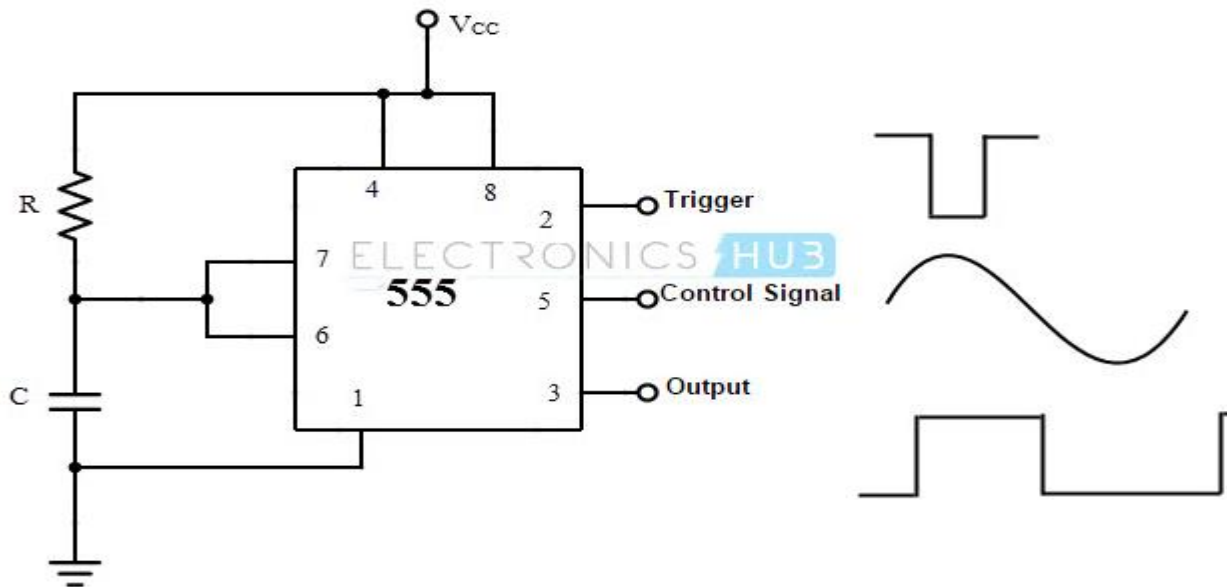 Vcc
4 8
R
2 Trigger
ELECTRONICS HUB
7
555
5 Control Signal
6
C
1
3 Output